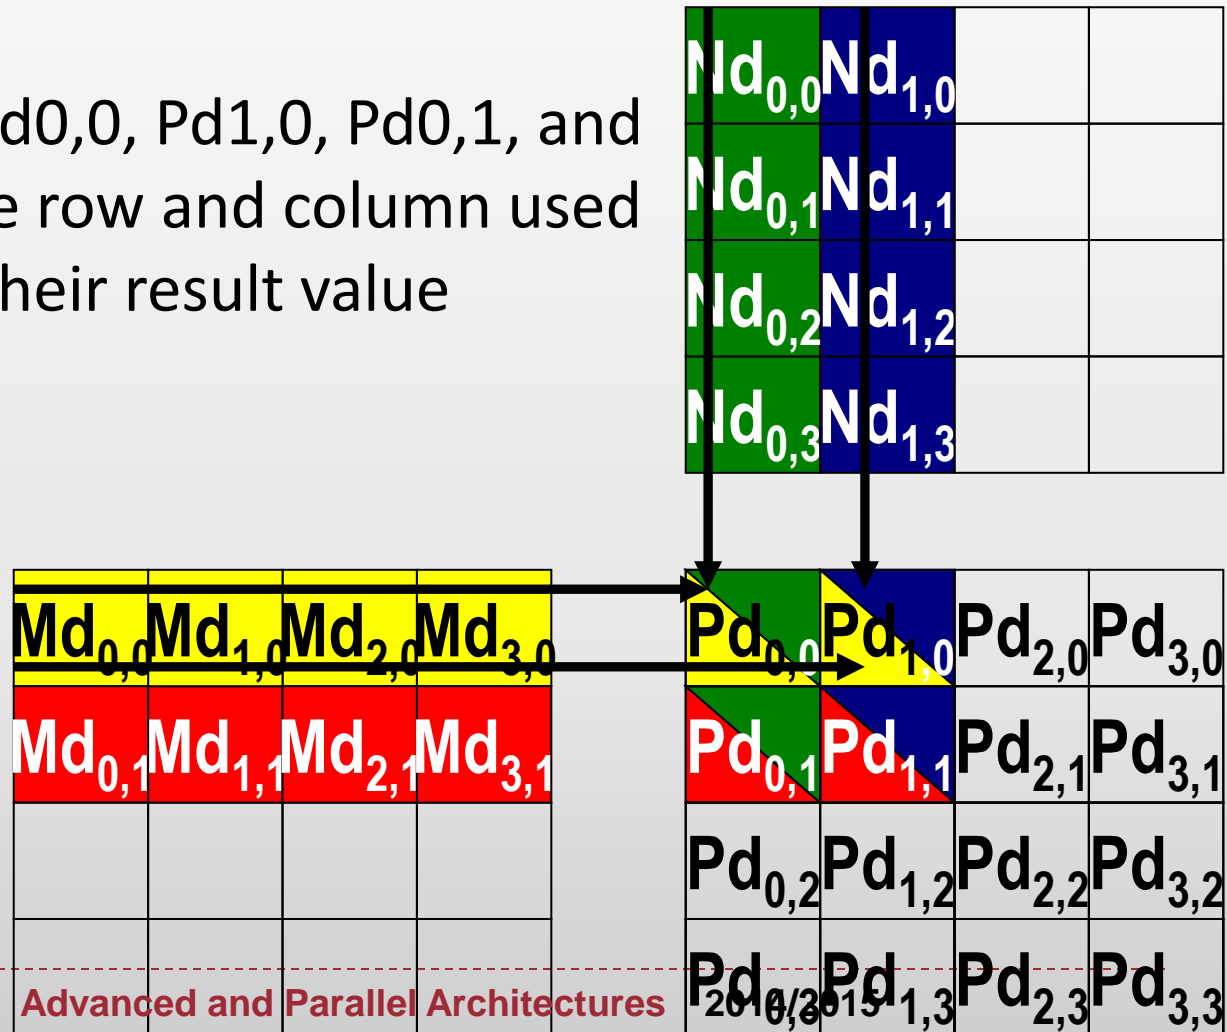 d0,0, Pd1,0, Pd0,1, and
e row and column used
heir result value
Nd0,0 Nd1,0
Nd0,1 Nd1,1
Nd0,2 Nd1,2
Nd0,3 Nd1,3
Md0,0 Md1,0 Md2,0 Md3,0 Pd0,0 Pd1,0 Pd2,0 Pd3,0
Md0,1 Md1,1 Md2,1 Md3,1 Pd0,1 Pd1,1 Pd2,1 Pd3,1
Pd0,2 Pd1,2 Pd2,2 Pd3,2
Pd0,3 Pd1,3 Pd2,3 Pd3,3
Advanced and Parallel Architectures 2014/2015